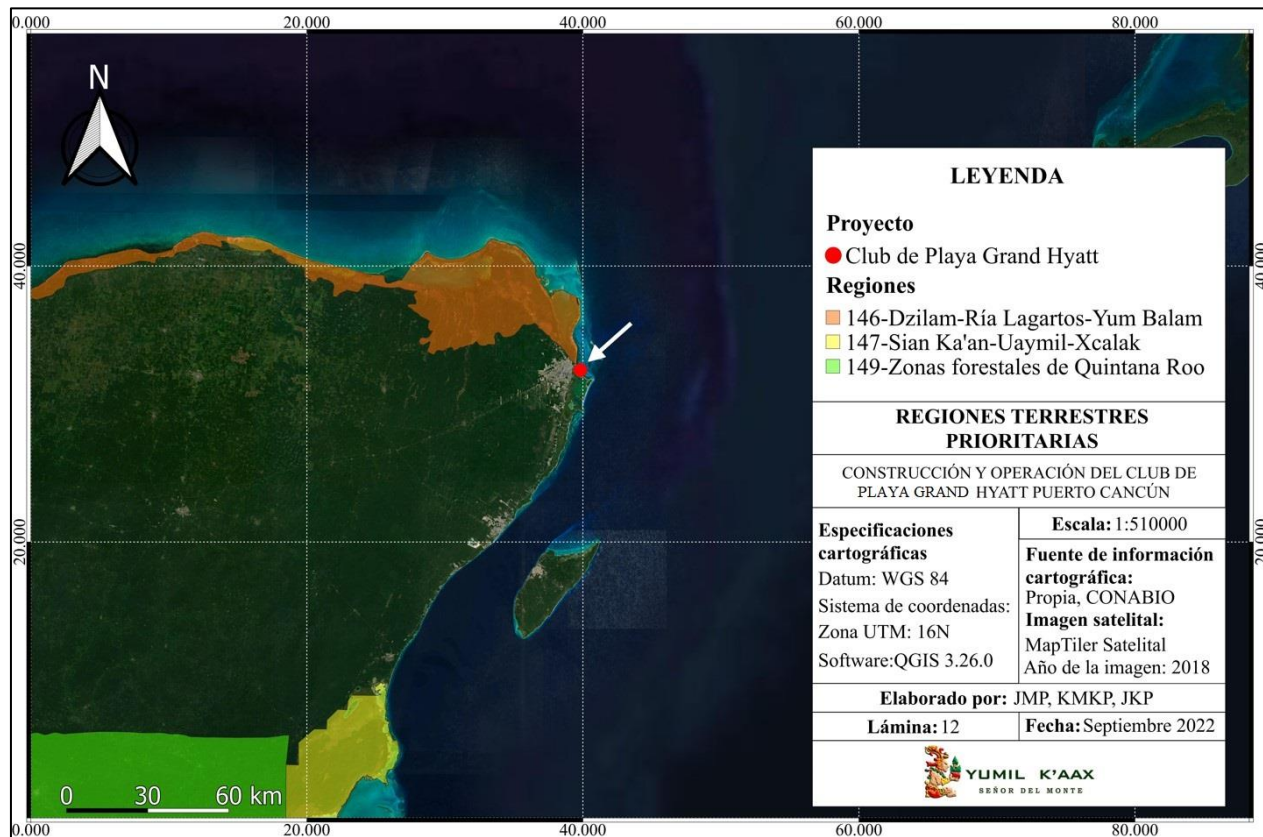 0.000 20.000 40.000 60.000 80.000
N
40.000
20.000
40.000
20.000
LEYENDA
Proyecto
Club de Playa Grand Hyatt
Regiones
146-Dzilam-Ría Lagartos-Yum Balam
147-Sian Ka'an-Uaymil-Xcalak
149-Zonas forestales de Quintana Roo
REGIONES TERRESTRES
PRIORITARIAS
CONSTRUCCIÓN Y OPERACIÓN DEL CLUB DE
PLAYA GRAND HYATT PUERTO CANCÚN
Especificaciones
cartográficas
Datum: WGS 84
Sistema de coordenadas:
Zona UTM: 16N
Software:QGIS 3.26.0
Escala: 1:510000
Fuente de información
cartográfica:
Propia, CONABIO
Imagen satelital:
MapTiler Satelital
Año de la imagen: 2018
Elaborado por: JMP, KMKP, JKP
Lámina: 12
Fecha: Septiembre 2022
YUMIL K'AAX
SEÑOR DEL MONTE
0 30 60 km
0.000 20.000 40.000 60.000 80.000